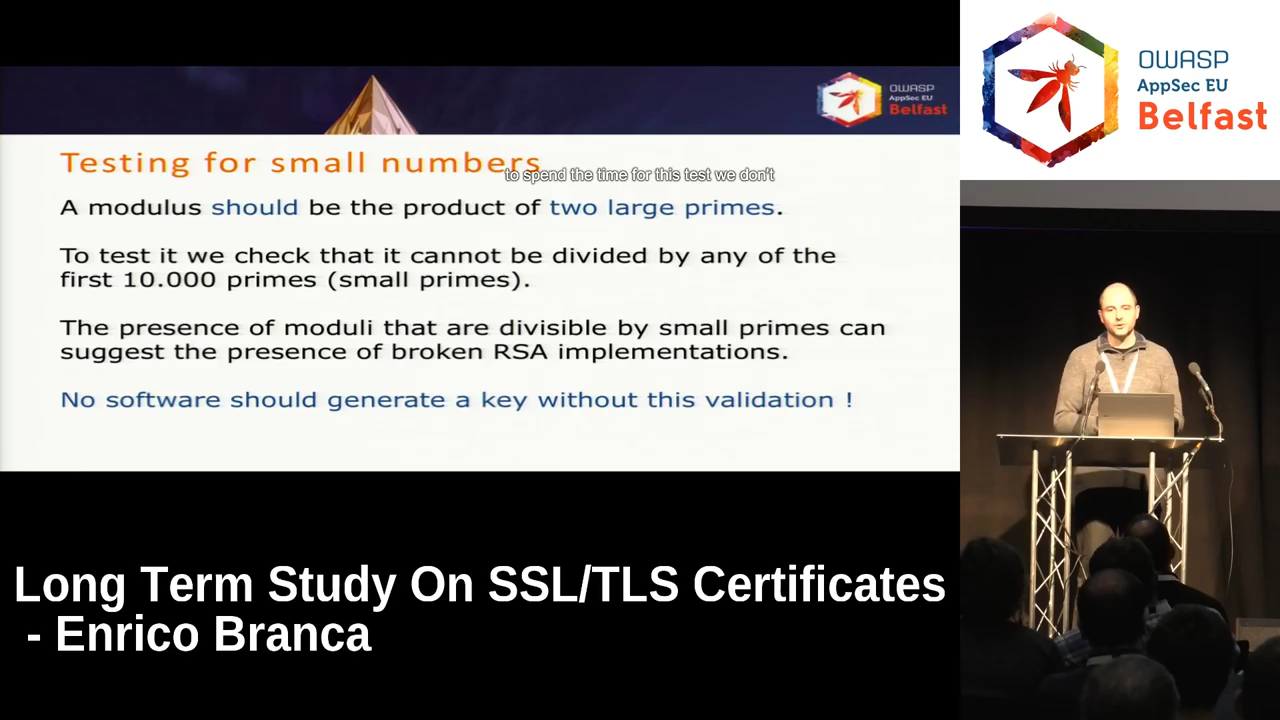 OWASP
AppSec EU
Belfast
Testing for small numbers
to spend the time for this test we don't
A modulus should be the product of two large primes.
To test it we check that it cannot be divided by any of the
first 10.000 primes (small primes).
The presence of moduli that are divisible by small primes can
suggest the presence of broken RSA implementations.
No software should generate a key without this validation !
OWASP
AppSec EU
Belfast
Long Term Study On SSL/TLS Certificates
- Enrico Branca